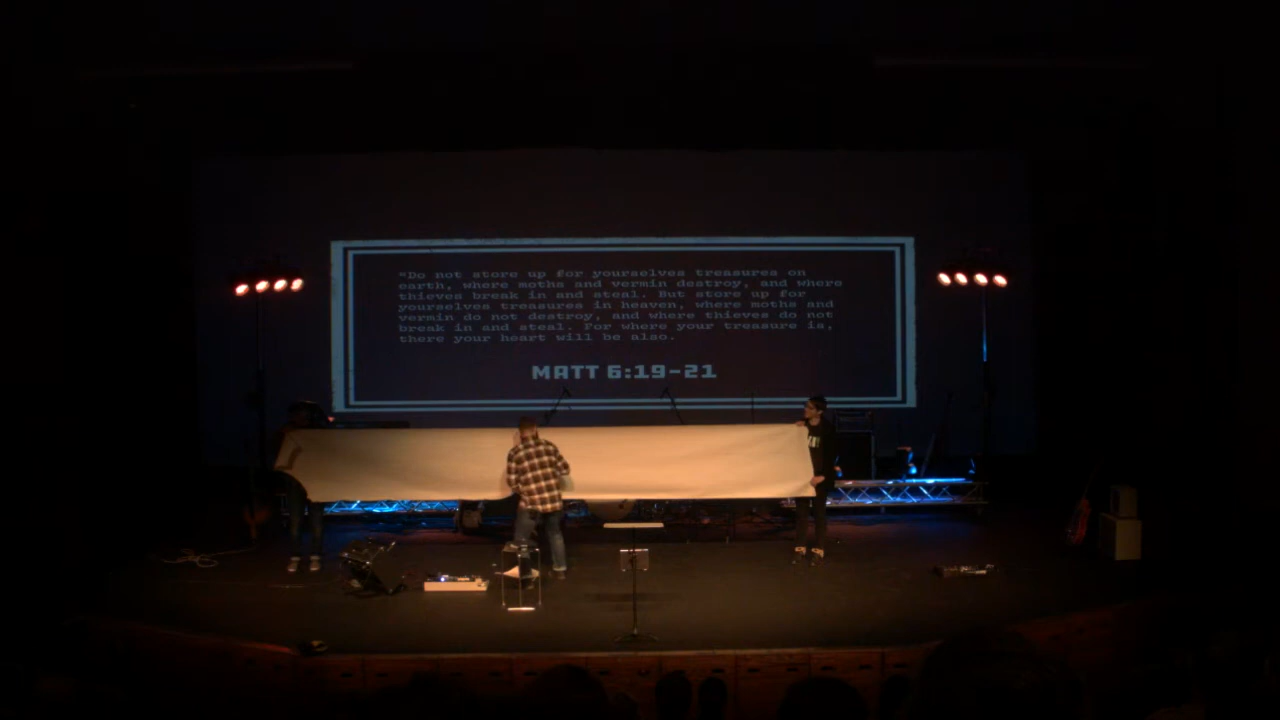 "Do not store up for yourselves treasures on
earth, where moths and vermin destroy, and where
thieves break in and steal. But store up for
yourselves treasures in heaven, where moths and
vermin do not destroy, and where thieves do not
break in and steal. For where your treasure is,
there your heart will be also.
MATT 6:19-21